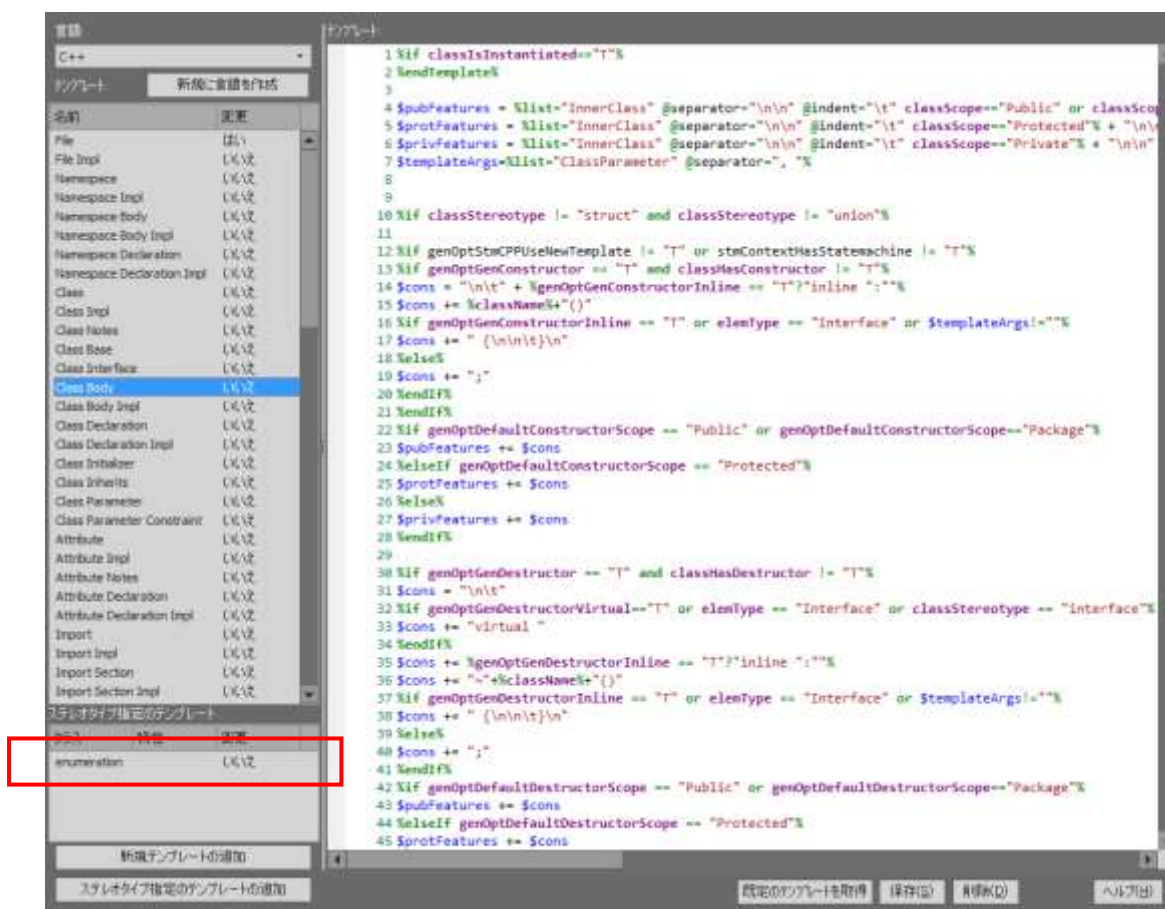 言語
テンプレート
C++
テンプレート
新規に言語を作成
名前 変更
File はい
File Impl いいえ
Namespace いいえ
Namespace Impl いいえ
Namespace Body いいえ
Namespace Body Impl いいえ
Namespace Declaration いいえ
Namespace Declaration Impl いいえ
Class いいえ
Class Impl いいえ
Class Notes いいえ
Class Base いいえ
Class Interface いいえ
Class Body いいえ
Class Body Impl いいえ
Class Declaration いいえ
Class Declaration Impl いいえ
Class Initializer いいえ
Class Inherits いいえ
Class Parameter いいえ
Class Parameter Constraint いいえ
Attribute いいえ
Attribute Impl いいえ
Attribute Notes いいえ
Attribute Declaration いいえ
Attribute Declaration Impl いいえ
Import いいえ
Import Impl いいえ
Import Section いいえ
Import Section Impl いいえ
ステレオタイプ指定のテンプレート
クラス 特性 変更
enumeration いいえ
新規テンプレートの追加
ステレオタイプ指定のテンプレートの追加
1 %if classIsInstantiated=="T"%
2 %endTemplate%
3
4 $pubFeatures = %list="InnerClass" @separator="\n\n" @indent="\t" classScope=="Public" or classScop
5 $protFeatures = %list="InnerClass" @separator="\n\n" @indent="\t" classScope=="Protected"% + "\n\n
6 $privFeatures = %list="InnerClass" @separator="\n\n" @indent="\t" classScope=="Private"% + "\n\n"
7 $templateArgs=%list="ClassParameter" @separator=", "%
8
9
10 %if classStereotype != "struct" and classStereotype != "union"%
11
12 %if genOptStmCPPUseNewTemplate != "T" or stmContextHasStatemachine != "T"%
13 %if genOptGenConstructor == "T" and classHasConstructor != "T"%
14 $cons = "\n\t" + %genOptGenConstructorInline == "T"?"inline ":""%
15 $cons += %className%+"()"
16 %if genOptGenConstructorInline == "T" or elemType == "Interface" or $templateArgs!=""%
17 $cons += " {\n\n\t}\n"
18 %else%
19 $cons += ";"
20 %endIf%
21 %endIf%
22 %if genOptDefaultConstructorScope == "Public" or genOptDefaultConstructorScope=="Package"%
23 $pubFeatures += $cons
24 %elseIf genOptDefaultConstructorScope == "Protected"%
25 $protFeatures += $cons
26 %else%
27 $privFeatures += $cons
28 %endIf%
29
30 %if genOptGenDestructor == "T" and classHasDestructor != "T"%
31 $cons = "\n\t"
32 %if genOptGenDestructorVirtual=="T" or elemType == "Interface" or classStereotype == "interface"%
33 $cons += "virtual "
34 %endIf%
35 $cons += %genOptGenDestructorInline == "T"?"inline ":""%
36 $cons += "~"+%className%+"()"
37 %if genOptGenDestructorInline == "T" or elemType == "Interface" or $templateArgs!=""%
38 $cons += " {\n\n\t}\n"
39 %else%
40 $cons += ";"
41 %endIf%
42 %if genOptDefaultDestructorScope == "Public" or genOptDefaultDestructorScope=="Package"%
43 $pubFeatures += $cons
44 %elseIf genOptDefaultDestructorScope == "Protected"%
45 $protFeatures += $cons
既定のテンプレートを取得 保存(S) 削除(D) ヘルプ(H)